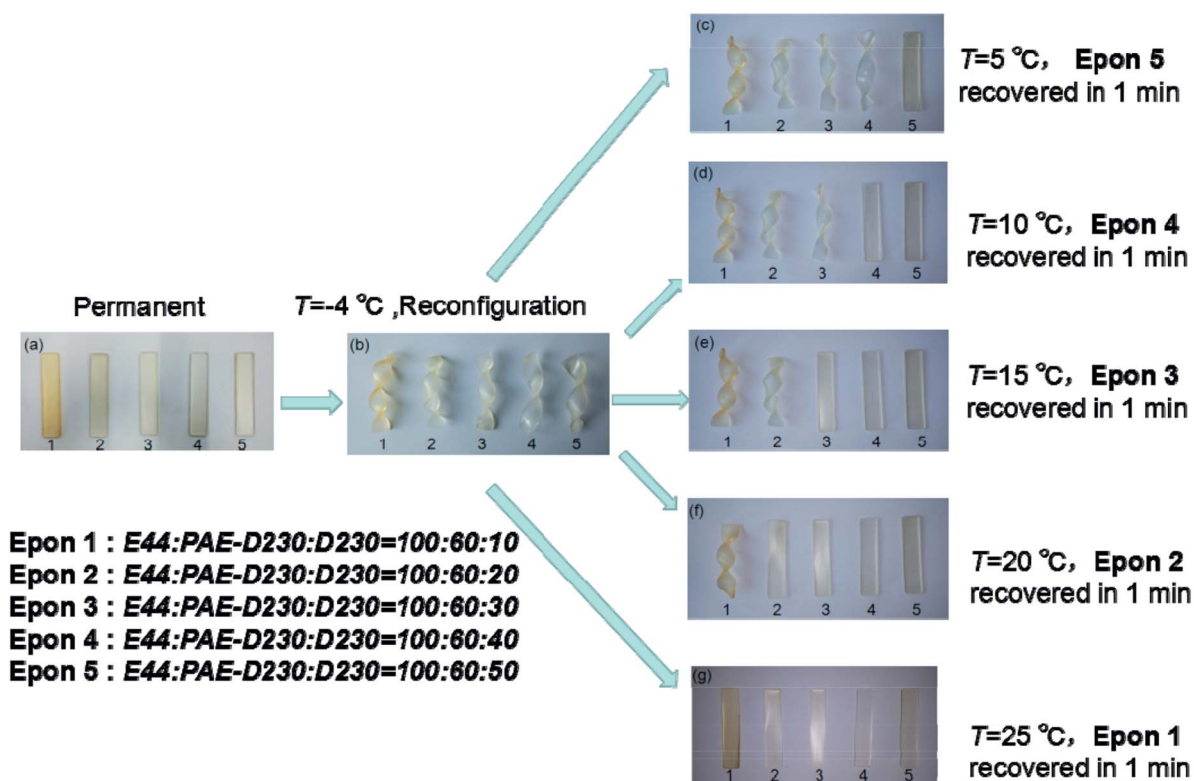 (c)
1 2 3 4 5
T=5 °C, Epon 5
recovered in 1 min
(d)
1 2 3 4 5
T=10 °C, Epon 4
recovered in 1 min
Permanent
T=-4 °C ,Reconfiguration
(a)
1 2 3 4 5
(b)
1 2 3 4 5
(e)
1 2 3 4 5
T=15 °C, Epon 3
recovered in 1 min
(f)
1 2 3 4 5
T=20 °C, Epon 2
recovered in 1 min
Epon 1 : E44:PAE-D230:D230=100:60:10
Epon 2 : E44:PAE-D230:D230=100:60:20
Epon 3 : E44:PAE-D230:D230=100:60:30
Epon 4 : E44:PAE-D230:D230=100:60:40
Epon 5 : E44:PAE-D230:D230=100:60:50
(g)
1 2 3 4 5
T=25 °C, Epon 1
recovered in 1 min